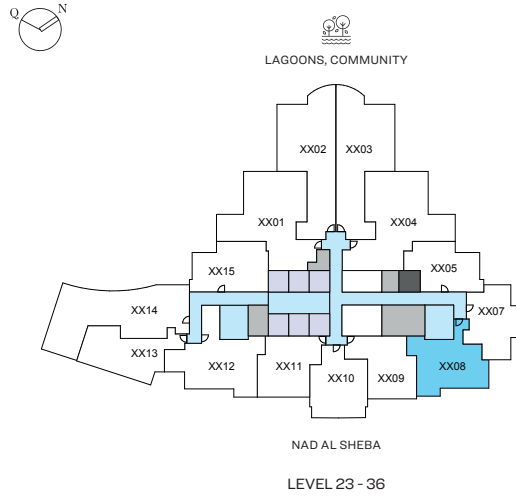 Q N
LAGOONS, COMMUNITY
XX02 XX03
XX01 XX04
XX15 XX05
XX14 XX07
XX13 XX12 XX11 XX10 XX09 XX08
NAD AL SHEBA
LEVEL 23 - 36